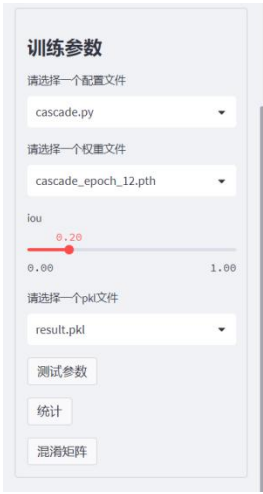 训练参数
请选择一个配置文件
cascade.py
请选择一个权重文件
cascade_epoch_12.pth
iou
0.20
0.00 1.00
请选择一个pkl文件
result.pkl
测试参数
统计
混淆矩阵